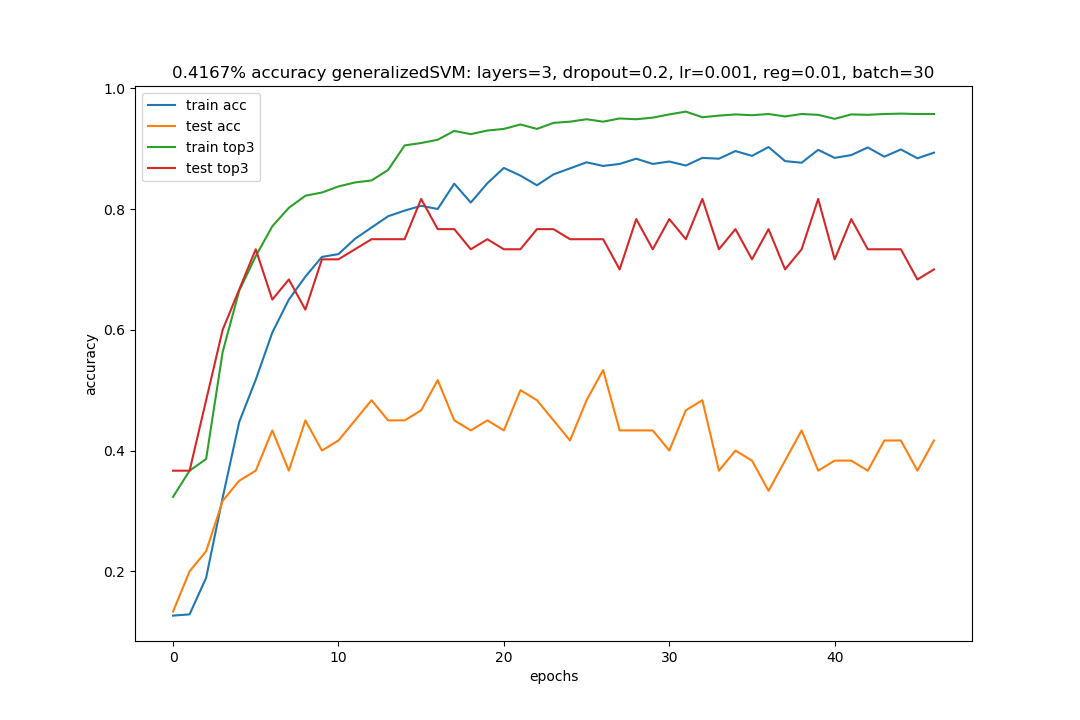 0.4167% accuracy generalizedSVM: layers=3, dropout=0.2, lr=0.001, reg=0.01, batch=30
train acc
test acc
train top3
test top3
1.0
0.8
0.6
0.4
0.2
accuracy
0 10 20 30 40
epochs